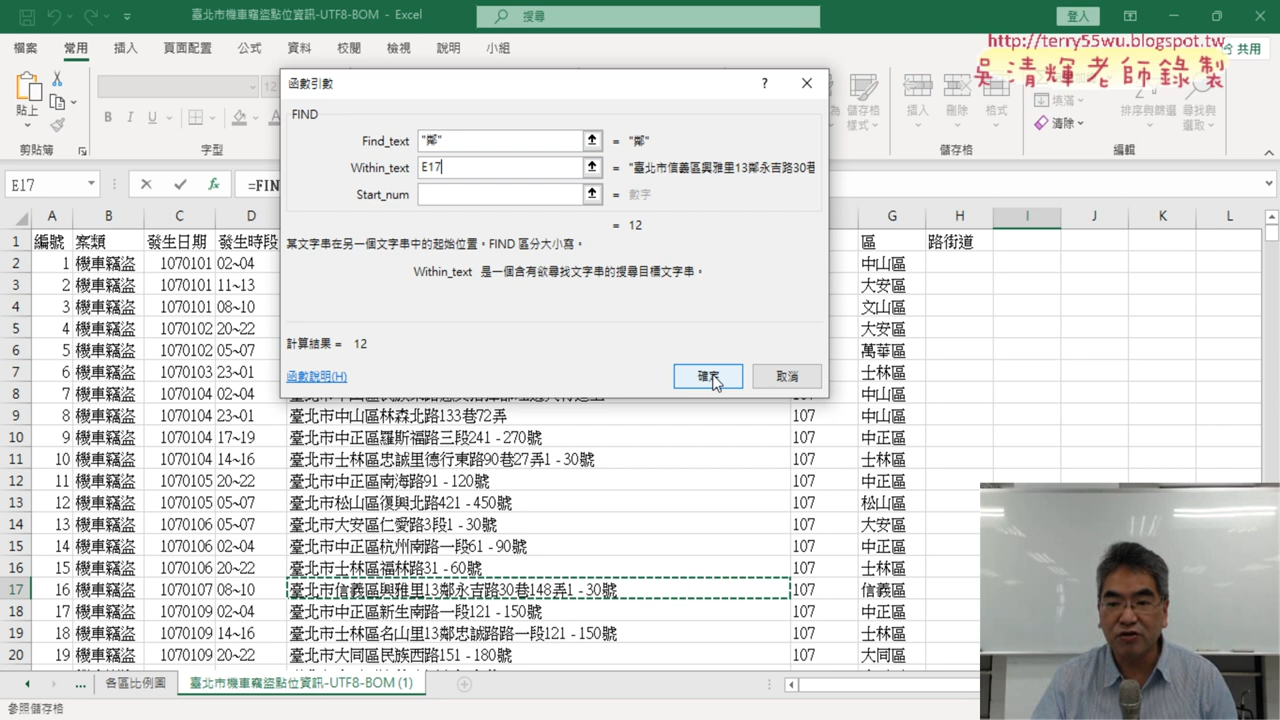 臺北市機車竊盜點位資訊-UTF8-BOM - Excel
搜尋
登入
檔案 常用 插入 頁面配置 公式 資料 校閱 檢視 說明 小組
共用
http://terry55wu.blogspot.tw
吳清輝老師錄製
貼上
剪貼簿
12
B I U
字型
儲存格
樣式
插入 刪除 格式
儲存格
填滿
清除
排序與篩選 尋找與
選取
編輯
函數引數 ?
FIND
Find_text "鄰" = "鄰"
Within_text E17 = "臺北市信義區興雅里13鄰永吉路30巷
Start_num = 數字
= 12
某文字串在另一個文字串中的起始位置。FIND 區分大小寫。
Within_text 是一個含有欲尋找文字串的搜尋目標文字串。
計算結果 = 12
函數說明(H)
確定 取消
E17 fx =FIN
A B C D G H I J K L
1 編號 案類 發生日期 發生時段 區 路街道
2 1 機車竊盜 1070101 02~04 中山區
3 2 機車竊盜 1070101 11~13 大安區
4 3 機車竊盜 1070101 08~10 文山區
5 4 機車竊盜 1070102 20~22 大安區
6 5 機車竊盜 1070102 05~07 萬華區
7 6 機車竊盜 1070103 23~01 士林區
8 7 機車竊盜 1070104 02~04 中山區
9 8 機車竊盜 1070104 23~01 臺北市中山區林森北路133巷72弄 107 中山區
10 9 機車竊盜 1070104 17~19 臺北市中正區羅斯福路三段241 - 270號 107 中正區
11 10 機車竊盜 1070104 14~16 臺北市士林區忠誠里德行東路90巷27弄1 - 30號 107 士林區
12 11 機車竊盜 1070105 20~22 臺北市中正區南海路91 - 120號 107 中正區
13 12 機車竊盜 1070105 05~07 臺北市松山區復興北路421 - 450號 107 松山區
14 13 機車竊盜 1070106 05~07 臺北市大安區仁愛路3段1 - 30號 107 大安區
15 14 機車竊盜 1070106 02~04 臺北市中正區杭州南路一段61 - 90號 107 中正區
16 15 機車竊盜 1070106 20~22 臺北市士林區福林路31 - 60號 107 士林區
17 16 機車竊盜 1070107 08~10 臺北市信義區興雅里13鄰永吉路30巷148弄1 - 30號 107 信義區
18 17 機車竊盜 1070109 02~04 臺北市中正區新生南路一段121 - 150號 107 中正區
19 18 機車竊盜 1070109 14~16 臺北市士林區名山里13鄰忠誠路路一段121 - 150號 107 士林區
20 19 機車竊盜 1070109 20~22 臺北市大同區民族西路151 - 180號 107 大同區
... 各區比例圖 臺北市機車竊盜點位資訊-UTF8-BOM (1)
參照儲存格